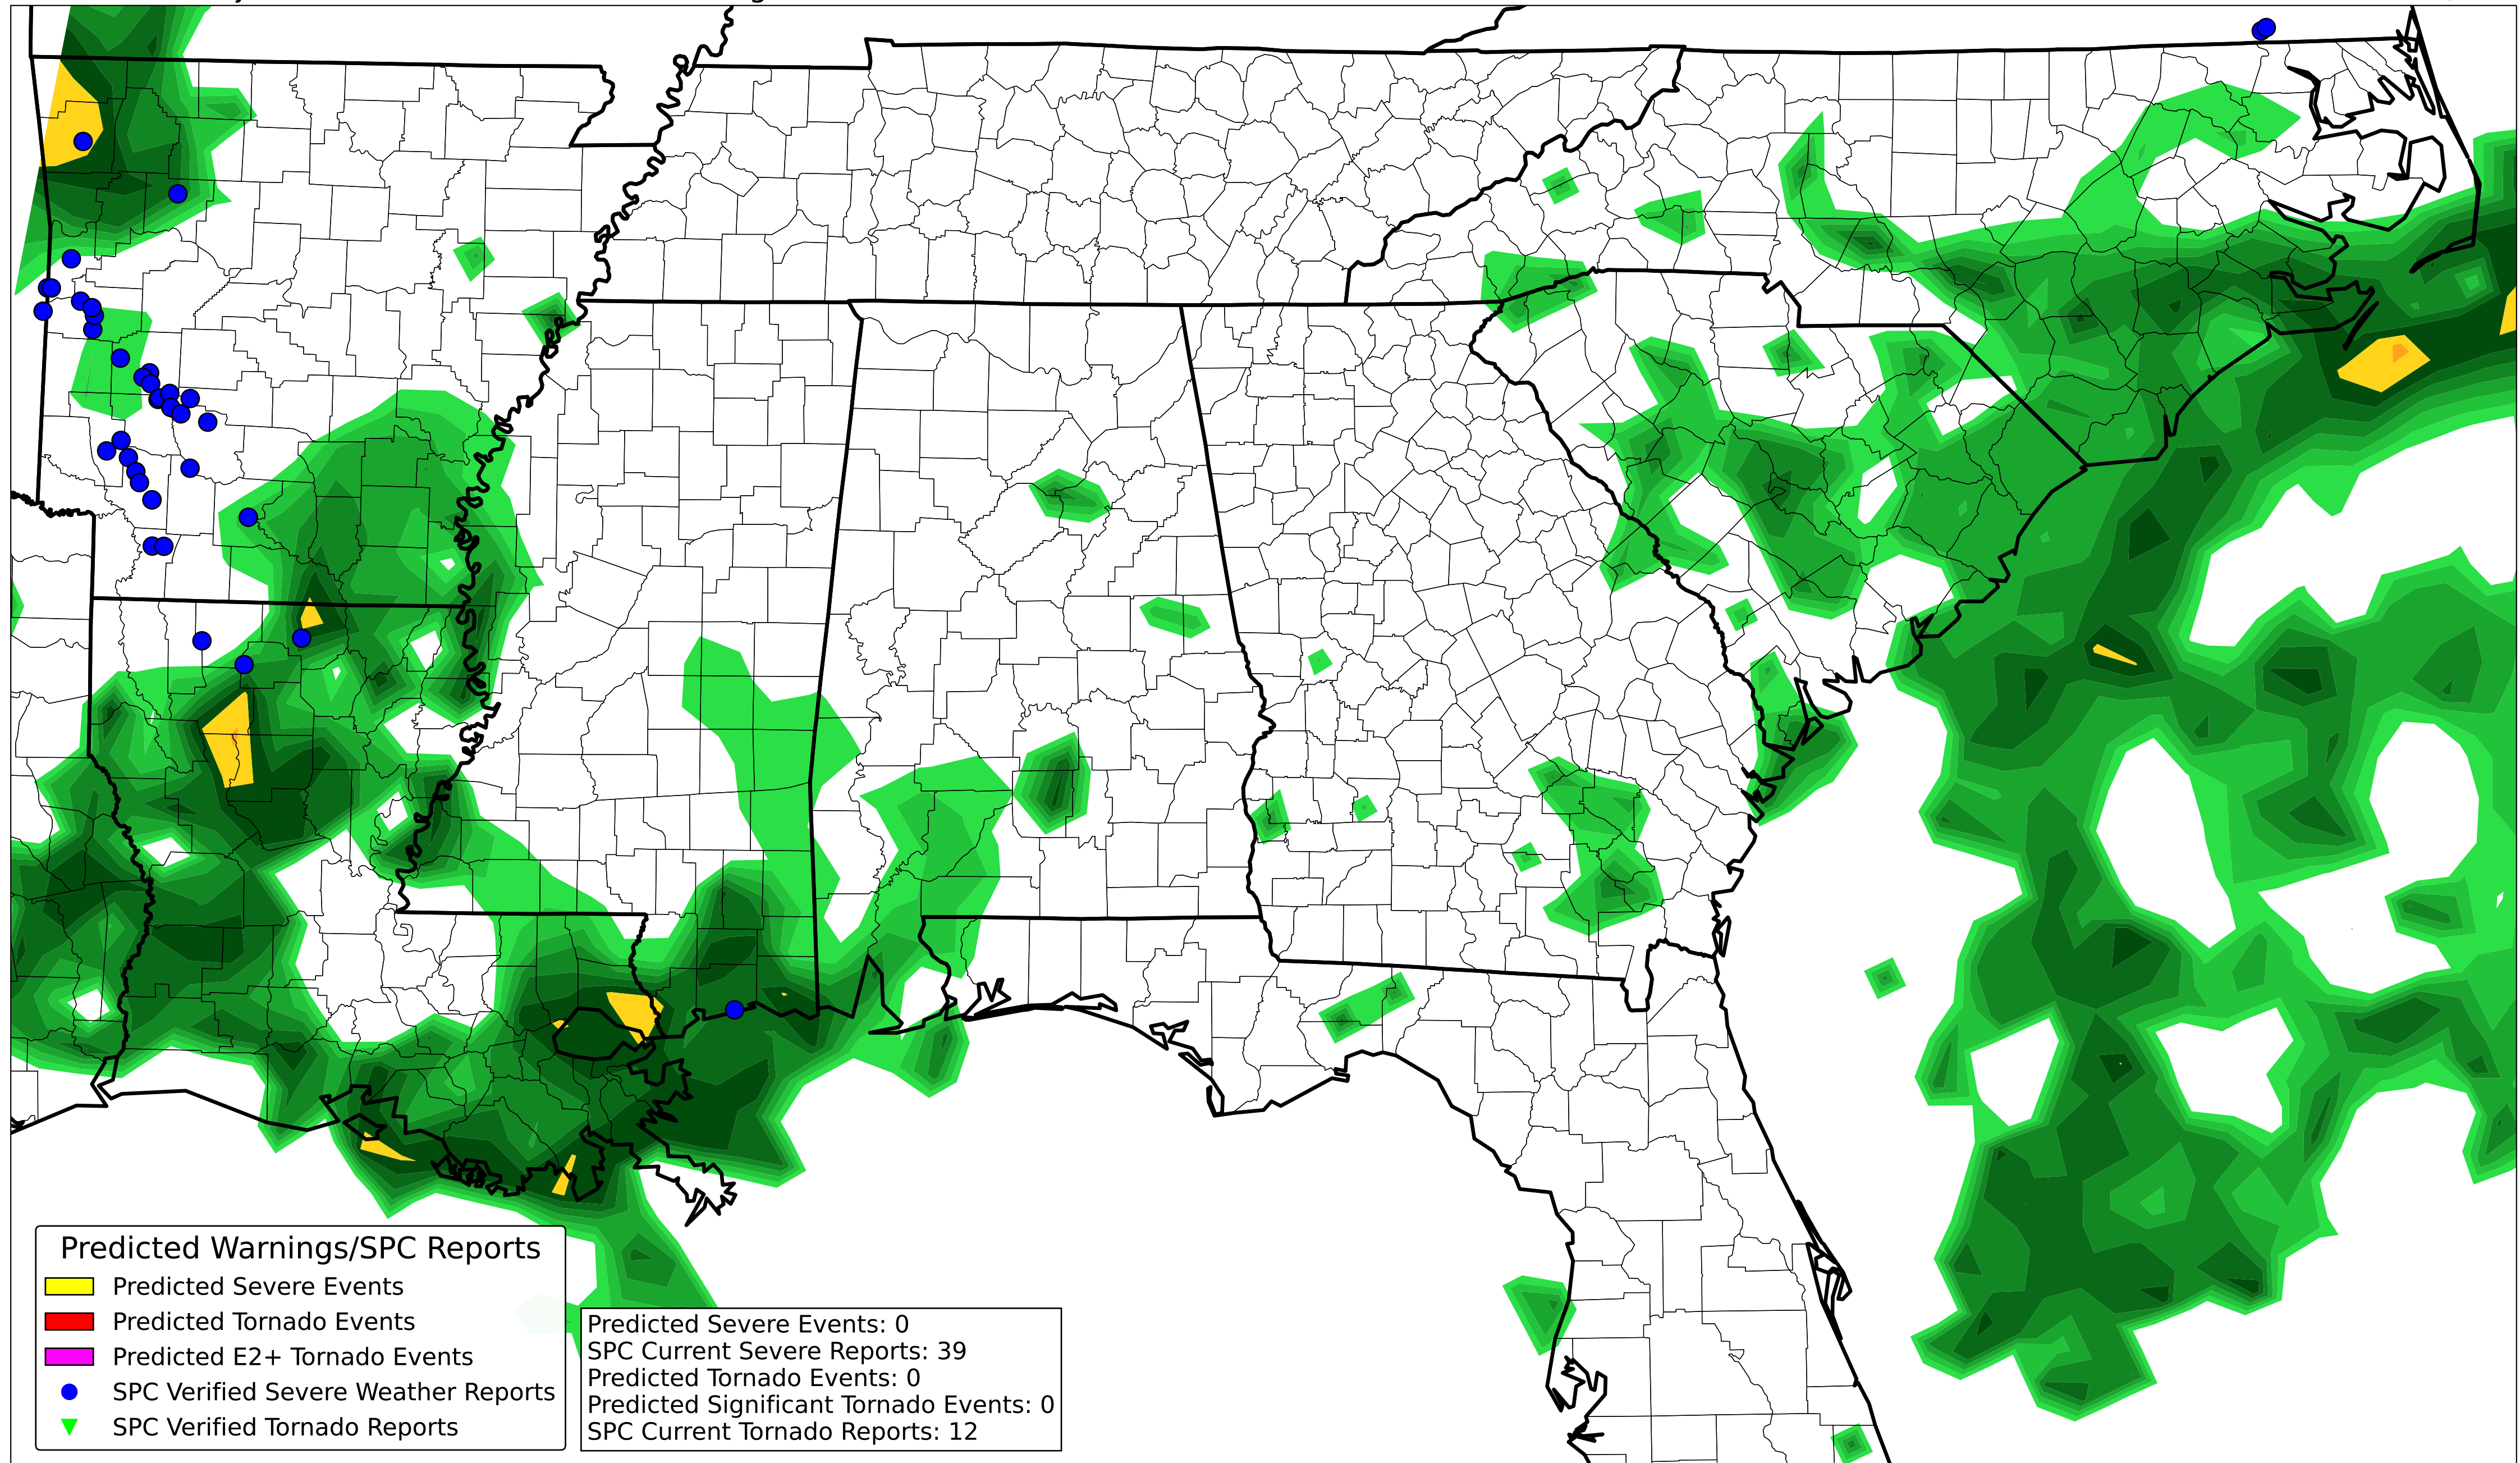 Predicted Warnings/SPC Reports
Predicted Severe Events
Predicted Tornado Events
Predicted E2+ Tornado Events
SPC Verified Severe Weather Reports
SPC Verified Tornado Reports
Predicted Severe Events: 0
SPC Current Severe Reports: 39
Predicted Tornado Events: 0
Predicted Significant Tornado Events: 0
SPC Current Tornado Reports: 12